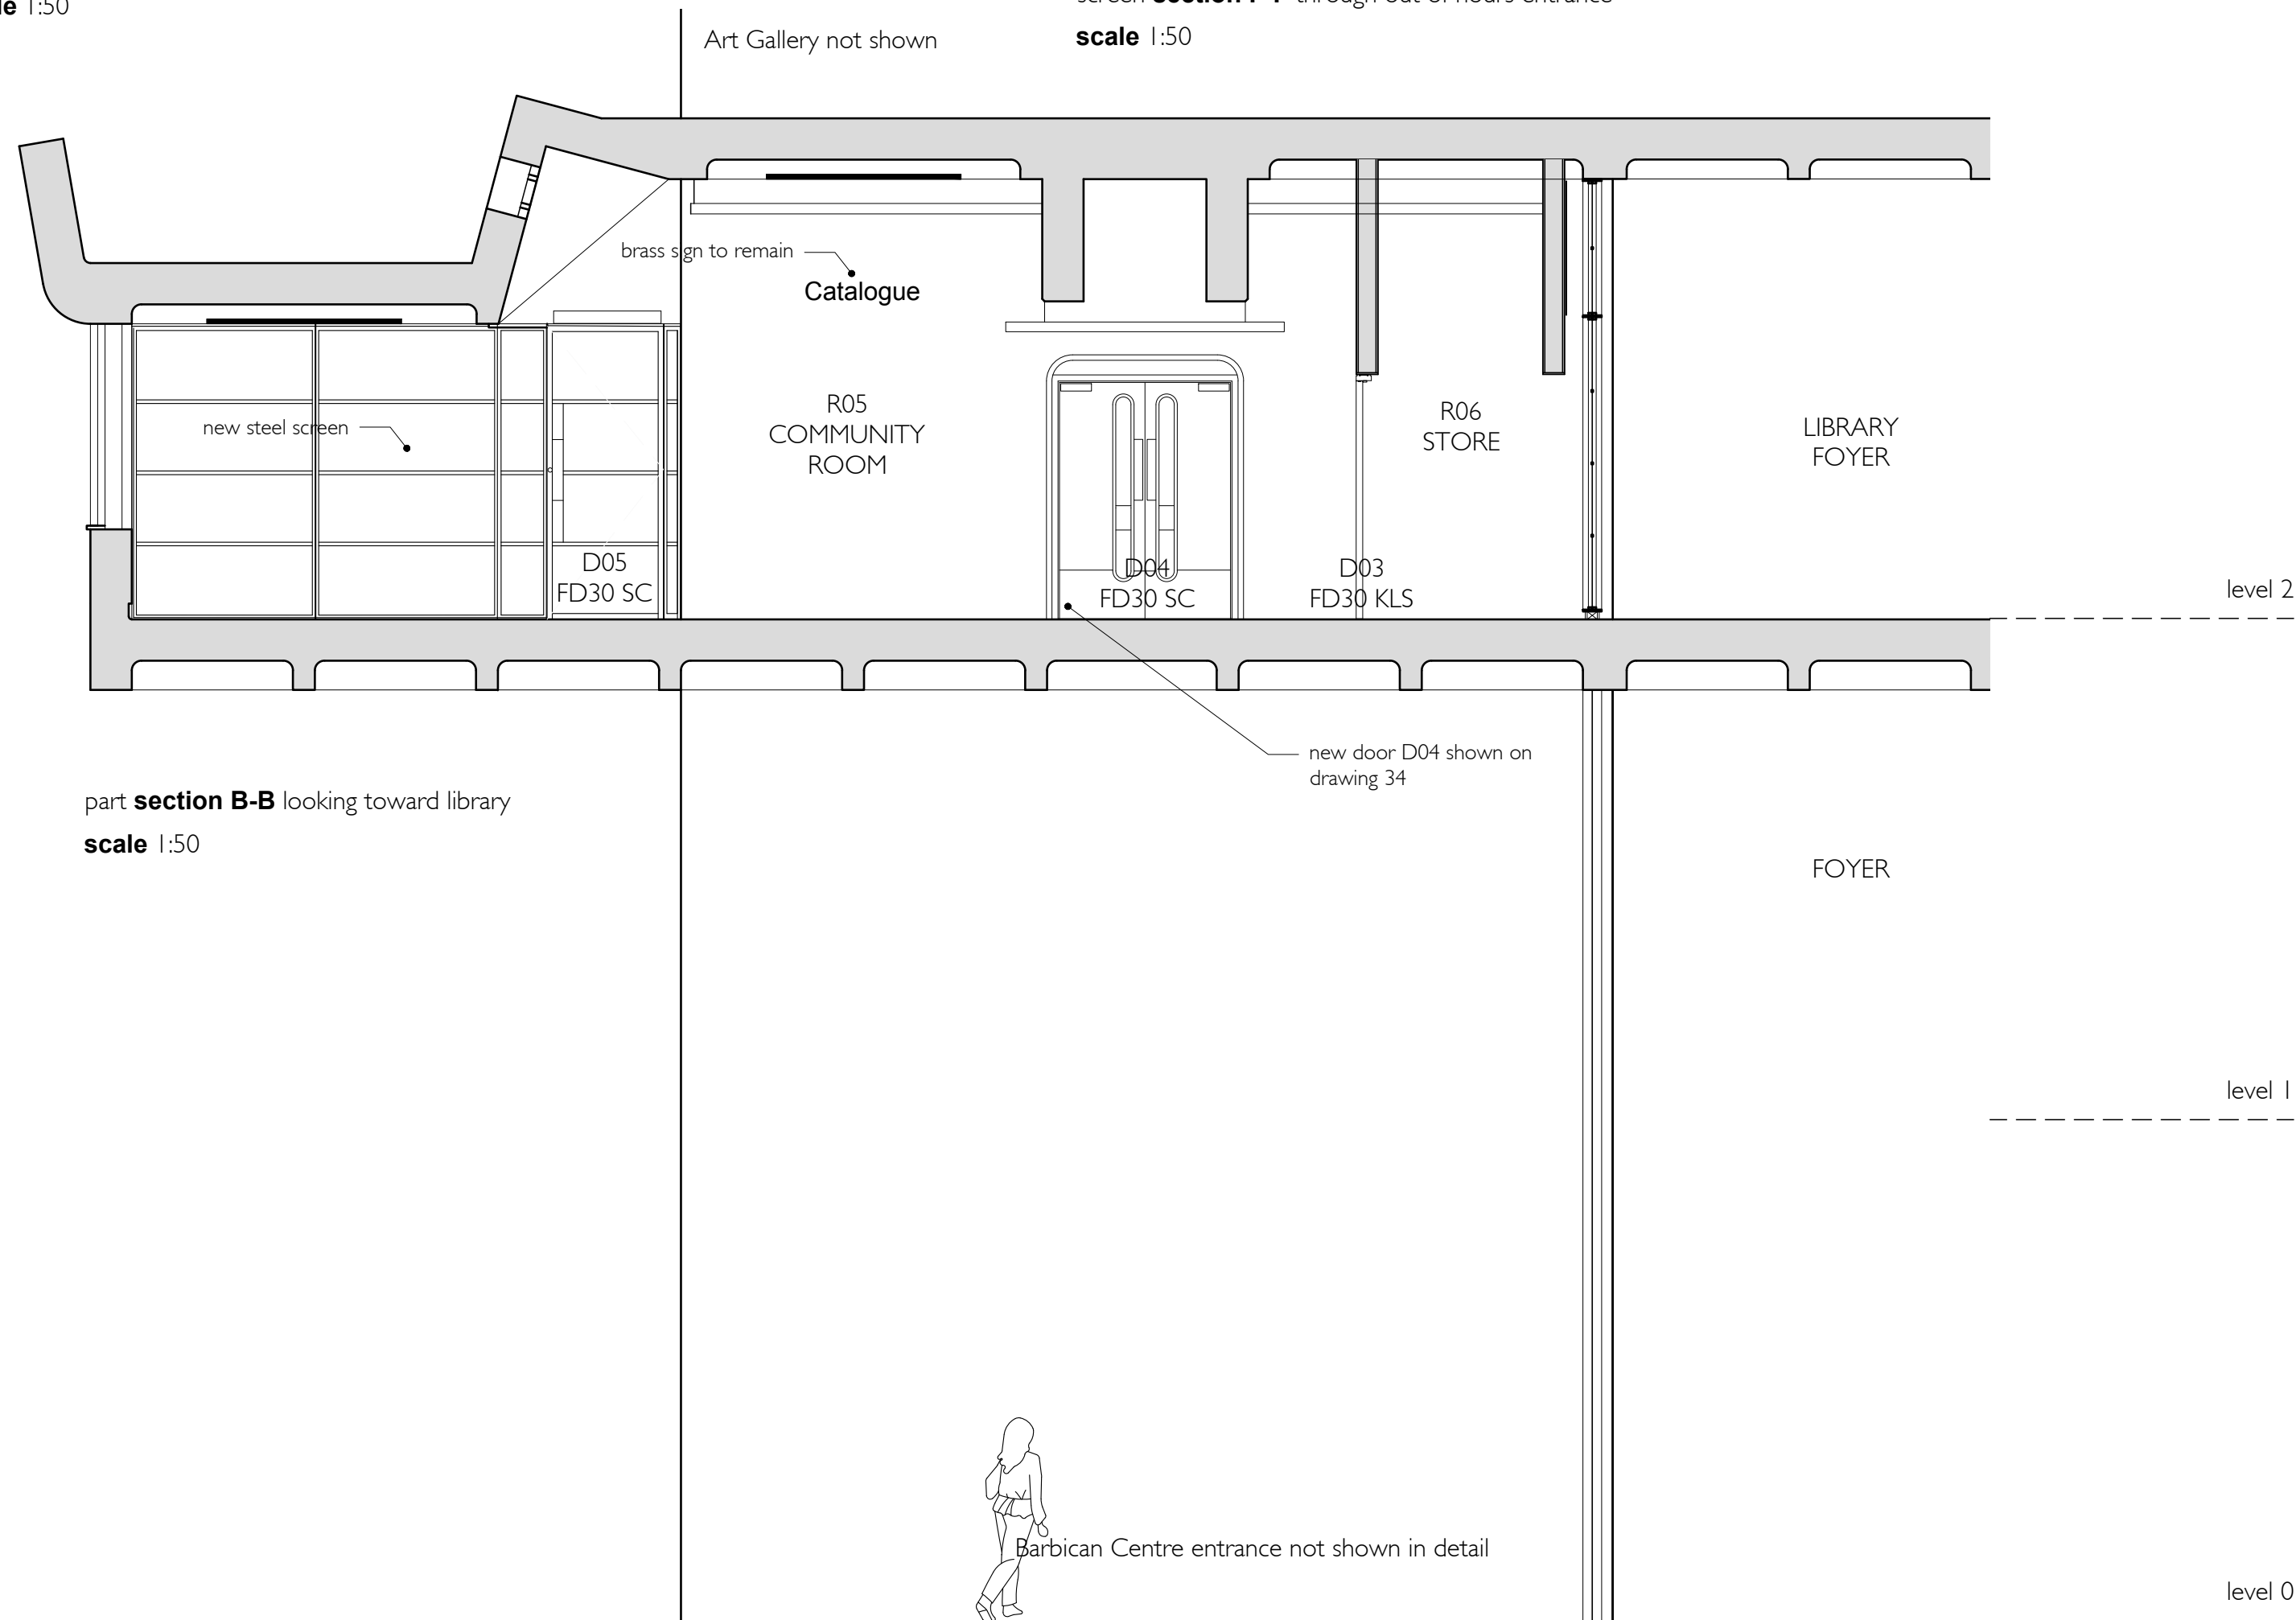 scale 1:50
Art Gallery not shown
scale 1:50
brass sign to remain
Catalogue
new steel screen
R05
COMMUNITY
ROOM
R06
STORE
LIBRARY
FOYER
D05
FD30 SC
D04
FD30 SC
D03
FD30 KLS
level 2
new door D04 shown on
drawing 34
part section B-B looking toward library
scale 1:50
FOYER
level 1
Barbican Centre entrance not shown in detail
level 0